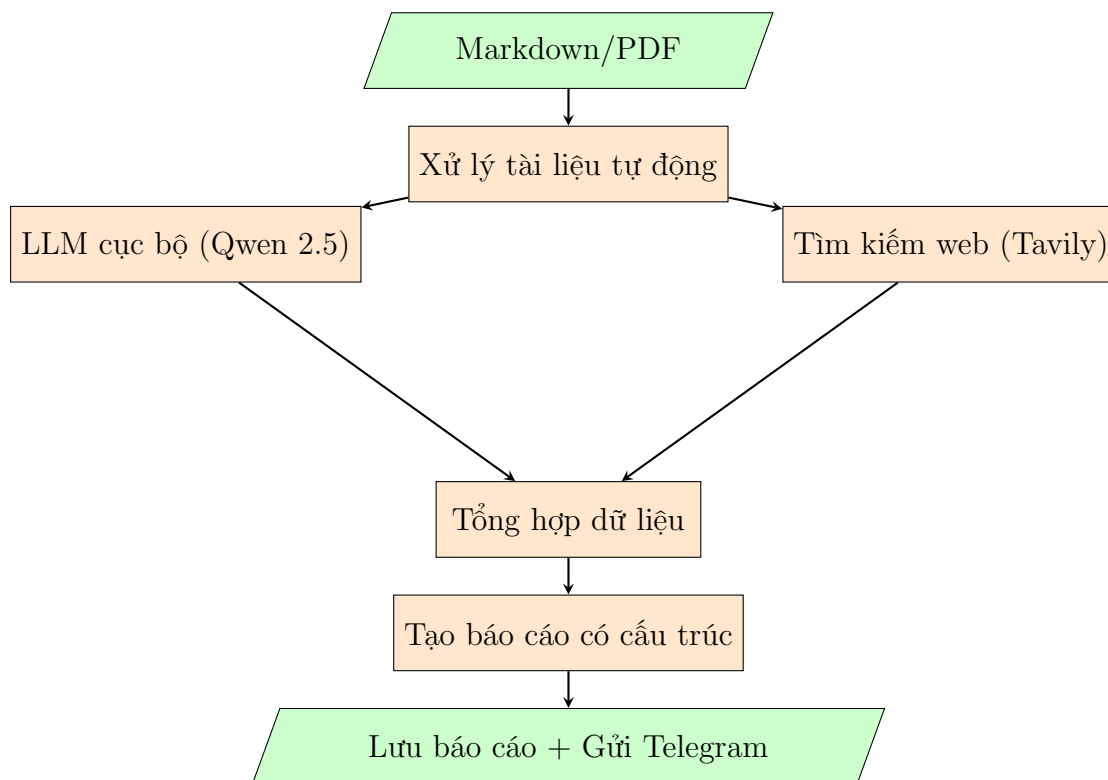 Markdown/PDF
Xử lý tài liệu tự động
LLM cục bộ (Qwen 2.5)
Tìm kiếm web (Tavily)
Tổng hợp dữ liệu
Tạo báo cáo có cấu trúc
Lưu báo cáo + Gửi Telegram